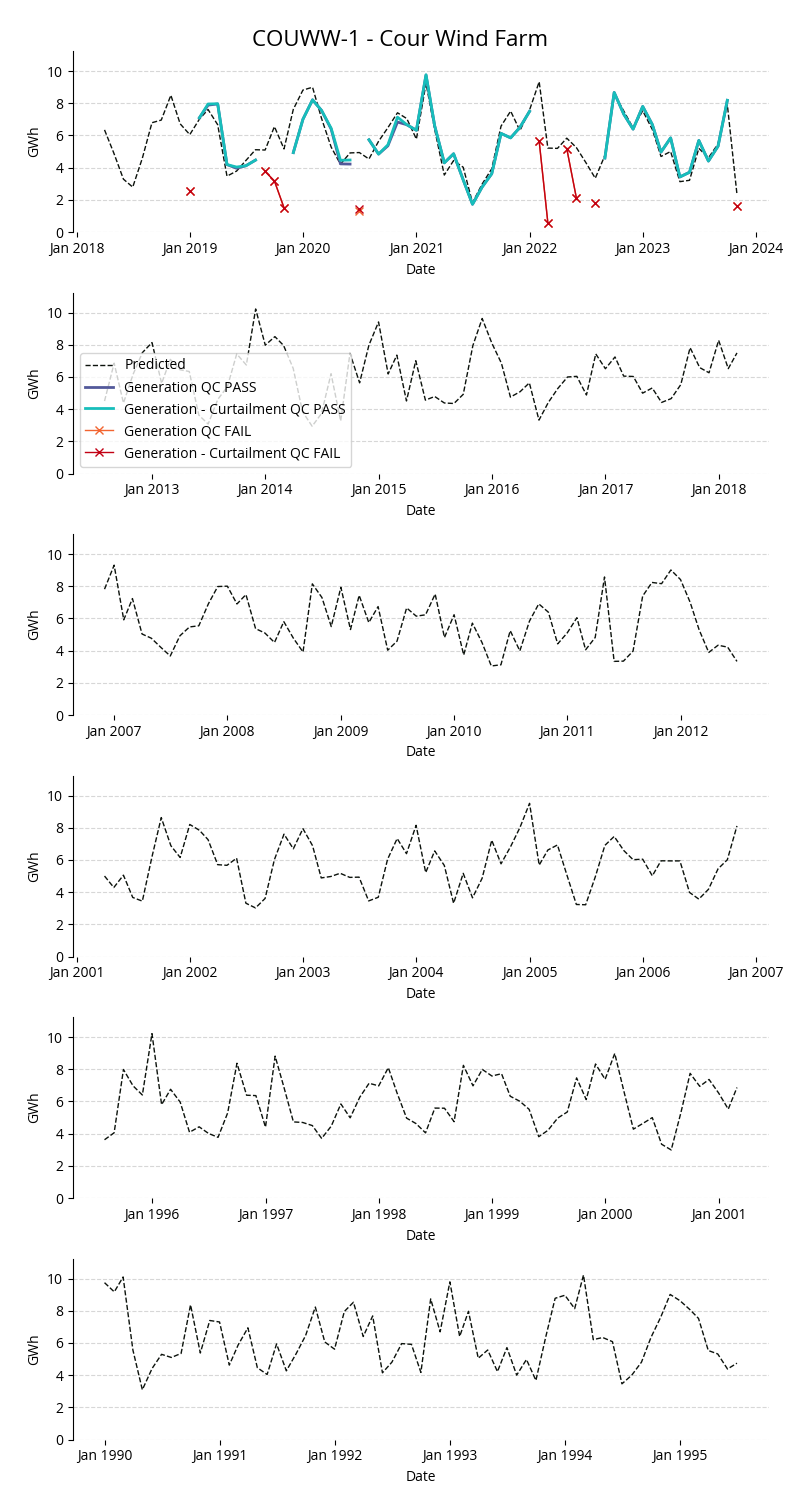 COUWW-1 - Cour Wind Farm
10
8
6
4
2
0
GWh
Jan 2018 Jan 2019 Jan 2020 Jan 2021 Jan 2022 Jan 2023 Jan 2024
Date
10
8
6
4
2
0
GWh
Predicted
Generation QC PASS
Generation - Curtailment QC PASS
Generation QC FAIL
Generation - Curtailment QC FAIL
Jan 2013 Jan 2014 Jan 2015 Jan 2016 Jan 2017 Jan 2018
Date
10
8
6
4
2
0
GWh
Jan 2007 Jan 2008 Jan 2009 Jan 2010 Jan 2011 Jan 2012
Date
10
8
6
4
2
0
GWh
Jan 2001 Jan 2002 Jan 2003 Jan 2004 Jan 2005 Jan 2006 Jan 2007
Date
10
8
6
4
2
0
GWh
Jan 1996 Jan 1997 Jan 1998 Jan 1999 Jan 2000 Jan 2001
Date
10
8
6
4
2
0
GWh
Jan 1990 Jan 1991 Jan 1992 Jan 1993 Jan 1994 Jan 1995
Date